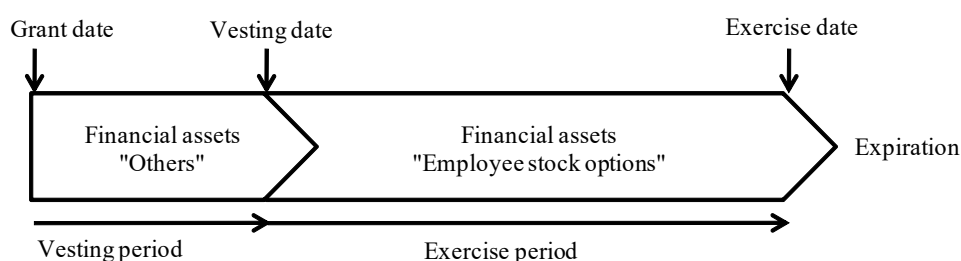 Grant date
Vesting date
Exercise date
Financial assets
"Others"
Financial assets
"Employee stock options"
Expiration
Vesting period
Exercise period